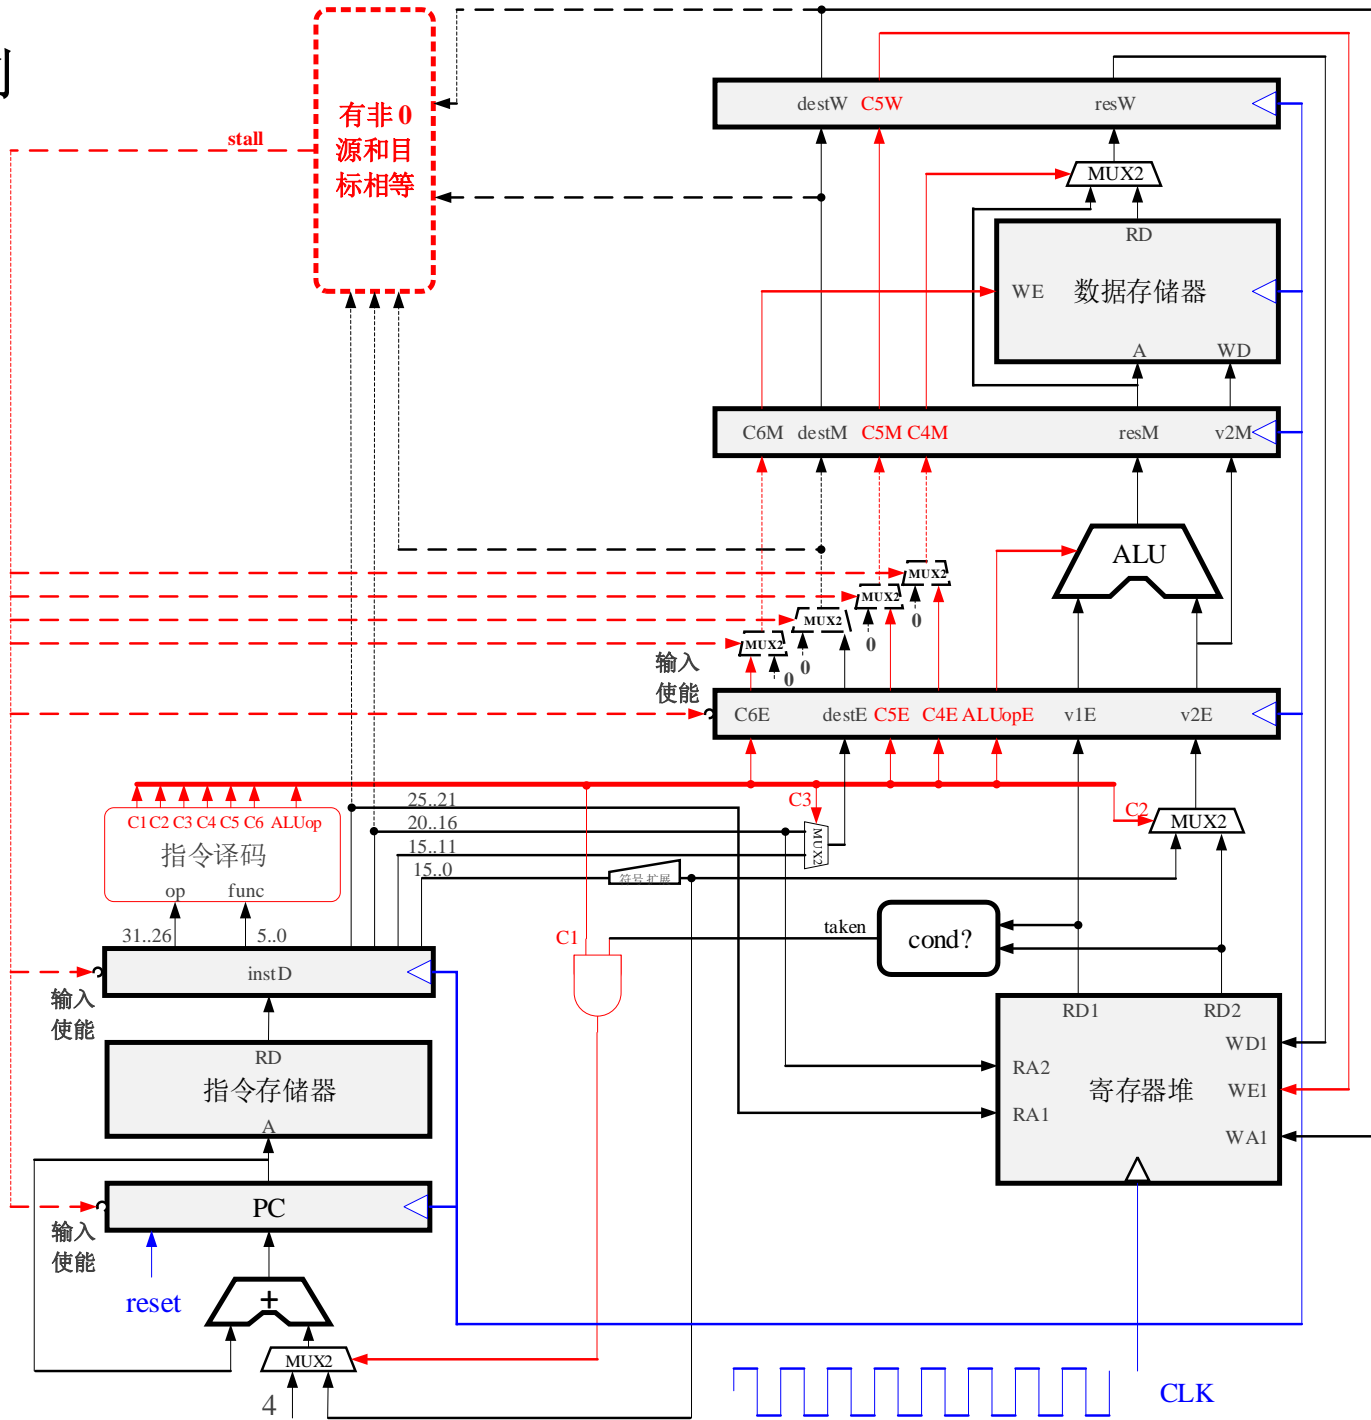 有非0
源和目
标相等
stall
destW C5W resW
MUX2
RD
WE 数据存储器
A WD
C6M destM C5M C4M resM v2M
ALU
MUX2
MUX2
MUX2
MUX2
0
0
0
0
输入
使能
C6E destE C5E C4E ALUopE v1E v2E
C1 C2 C3 C4 C5 C6 ALUop
指令译码
op func
31..26 5..0
25..21
20..16
15..11
15..0
C3
MUX2
C2
MUX2
符号扩展
C1
taken
cond?
instD
输入
使能
RD
指令存储器
A
RD1 RD2
WD1
RA2
寄存器堆
WE1
RA1
WA1
PC
输入
使能
reset
+
MUX2
4
CLK